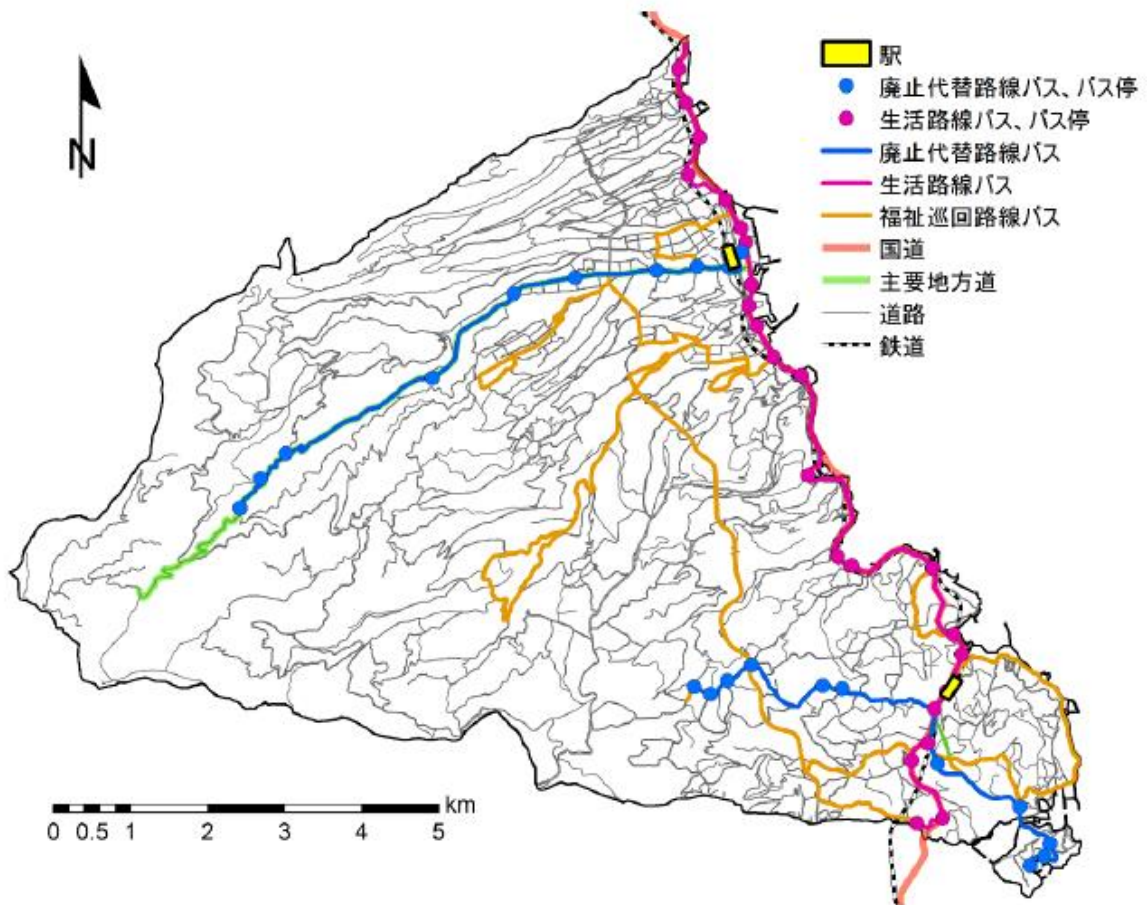 駅
廃止代替路線バス、バス停
生活路線バス、バス停
廃止代替路線バス
生活路線バス
福祉巡回路線バス
国道
主要地方道
道路
鉄道
N
km
0 0.5 1 2 3 4 5